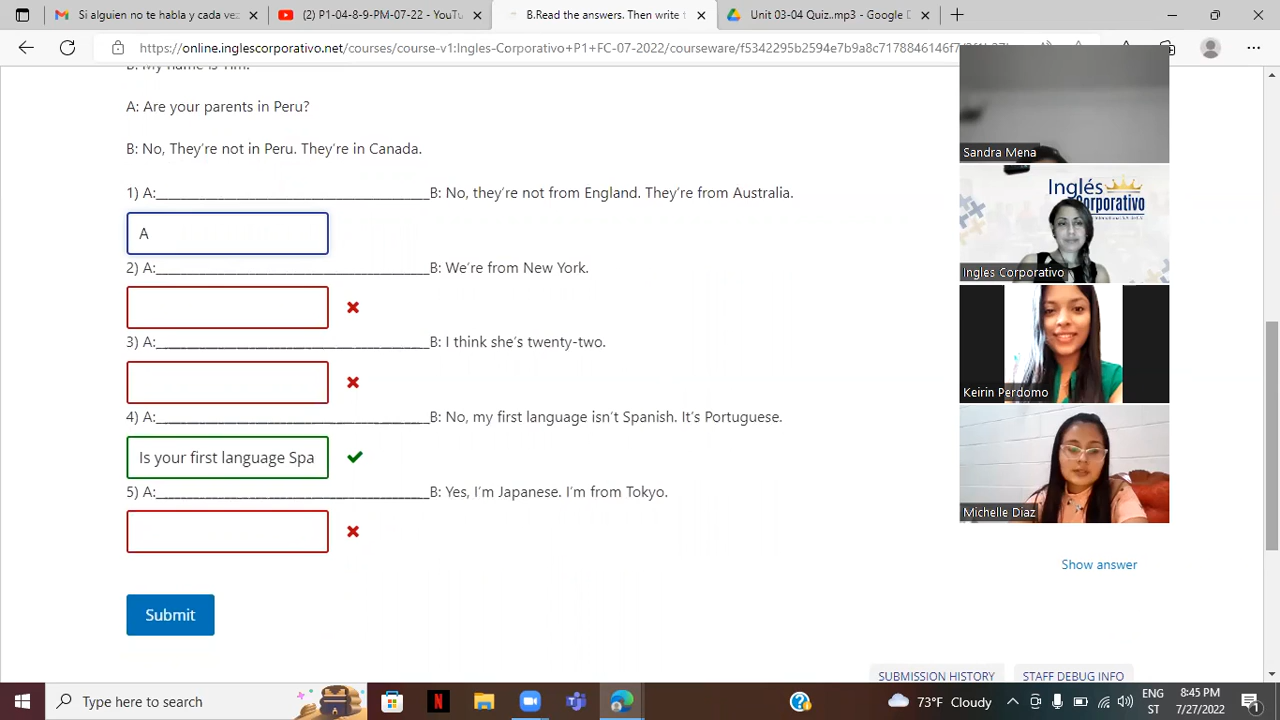 Si alguien no habla cada vez
(2) P1-04-8-9-PM-07-22 - YouTu
B.Read the answers. Then write t
Unit 03-04 Quiz.mp3 - Google D
https://online.inglescorporativo.net/courses/course-v1:Ingles-Corporativo+P1+FC-07-2022/courseware/f5342295b2594e7b9a8c7178846146f7
B: My name is Tim.
A: Are your parents in Peru?
B: No, They're not in Peru. They're in Canada.
1) A:___________________________________B: No, they're not from England. They're from Australia.
A
2) A:___________________________________B: We're from New York.
3) A:___________________________________B: I think she's twenty-two.
4) A:___________________________________B: No, my first language isn't Spanish. It's Portuguese.
Is your first language Spa
5) A:___________________________________B: Yes, I'm Japanese. I'm from Tokyo.
Show answer
Submit
SUBMISSION HISTORY
STAFF DEBUG INFO
Sandra Mena
Inglés
Corporativo
Ingles Corporativo
Keirin Perdomo
Michelle Diaz
Type here to search
73°F Cloudy
ENG
ST
8:45 PM
7/27/2022
1